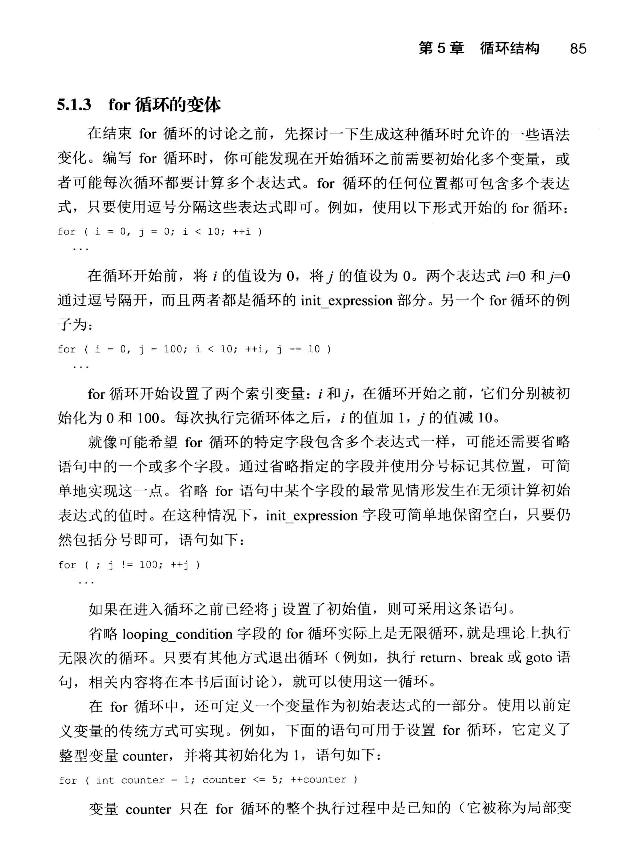 第 5 章 循环结构 85
5.1.3 for 循环的变体
在结束 for 循环的讨论之前，先探讨一下生成这种循环时允许的一些语法
变化。编写 for 循环时，你可能发现在开始循环之前需要初始化多个变量，或
者可能每次循环都要计算多个表达式。for 循环的任何位置都可包含多个表达
式，只要使用逗号分隔这些表达式即可。例如，使用以下形式开始的 for 循环：
for ( i = 0, j = 0; i < 10; ++i )
...
在循环开始前，将 i 的值设为 0，将 j 的值设为 0。两个表达式 i=0 和 j=0
通过逗号隔开，而且两者都是循环的 init_expression 部分。另一个 for 循环的例
子为：
for ( i = 0, j = 100; i < 10; ++i, j -= 10 )
...
for 循环开始设置了两个索引变量：i 和 j，在循环开始之前，它们分别被初
始化为 0 和 100。每次执行完循环体之后，i 的值加 1，j 的值减 10。
就像可能希望 for 循环的特定字段包含多个表达式一样，可能还需要省略
语句中的一个或多个字段。通过省略指定的字段并使用分号标记其位置，可简
单地实现这一点。省略 for 语句中某个字段的最常见情形发生在无须计算初始
表达式的值时。在这种情况下，init_expression 字段可简单地保留空白，只要仍
然包括分号即可，语句如下：
for ( ; j != 100; ++j )
...
如果在进入循环之前已经将 j 设置了初始值，则可采用这条语句。
省略 looping_condition 字段的 for 循环实际上是无限循环，就是理论上执行
无限次的循环。只要有其他方式退出循环（例如，执行 return、break 或 goto 语
句，相关内容将在本书后面讨论），就可以使用这一循环。
在 for 循环中，还可定义一个变量作为初始表达式的一部分。使用以前定
义变量的传统方式可实现。例如，下面的语句可用于设置 for 循环，它定义了
整型变量 counter，并将其初始化为 1，语句如下：
for ( int counter = 1; counter <= 5; ++counter )
变量 counter 只在 for 循环的整个执行过程中是已知的（它被称为局部变